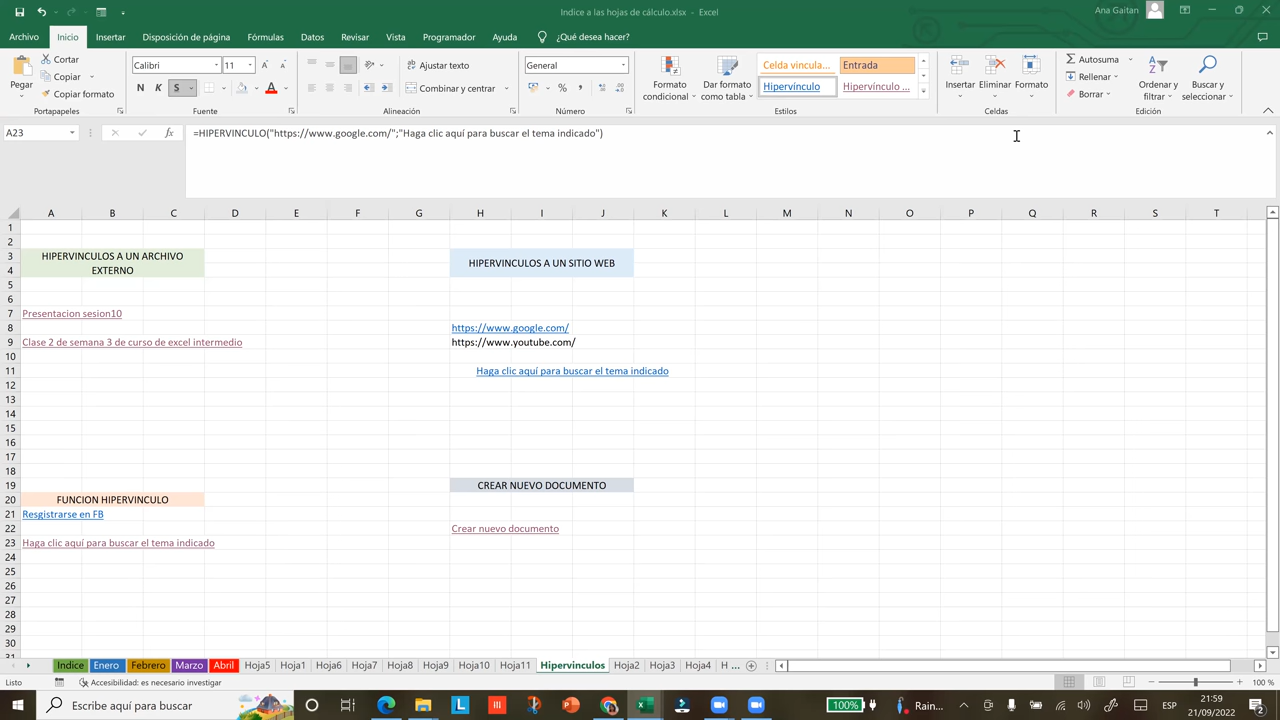 Indice a las hojas de cálculo.xlsx - Excel
Ana Gaitan
Archivo Inicio Insertar Disposición de página Fórmulas Datos Revisar Vista Programador Ayuda ¿Qué desea hacer?
Pegar
Cortar
Copiar
Copiar formato
Portapapeles
Calibri 11
N K S
Fuente
Ajustar texto
Combinar y centrar
Alineación
General
Número
Formato condicional
Dar formato como tabla
Celda vincula... Entrada
Hipervínculo Hipervínculo ...
Estilos
Insertar Eliminar Formato
Celdas
Autosuma
Rellenar
Borrar
Ordenar y filtrar
Buscar y seleccionar
Edición
A23
=HIPERVINCULO("https://www.google.com/";"Haga clic aquí para buscar el tema indicado")
A B C D E F G H I J K L M N O P Q R S T
1
2
3 HIPERVINCULOS A UN ARCHIVO HIPERVINCULOS A UN SITIO WEB
4 EXTERNO
5
6
7 Presentacion sesion10
8 https://www.google.com/
9 Clase 2 de semana 3 de curso de excel intermedio https://www.youtube.com/
10
11 Haga clic aquí para buscar el tema indicado
12
13
14
15
16
17
18
19 CREAR NUEVO DOCUMENTO
20 FUNCION HIPERVINCULO
21 Resgistrarse en FB
22 Crear nuevo documento
23 Haga clic aquí para buscar el tema indicado
24
25
26
27
28
29
30
31
Indice Enero Febrero Marzo Abril Hoja5 Hoja1 Hoja6 Hoja7 Hoja8 Hoja9 Hoja10 Hoja11 Hipervinculos Hoja2 Hoja3 Hoja4 H ...
Listo Accesibilidad: es necesario investigar 100 %
Escribe aquí para buscar 100% Rain... ESP 21:59
21/09/2022 2